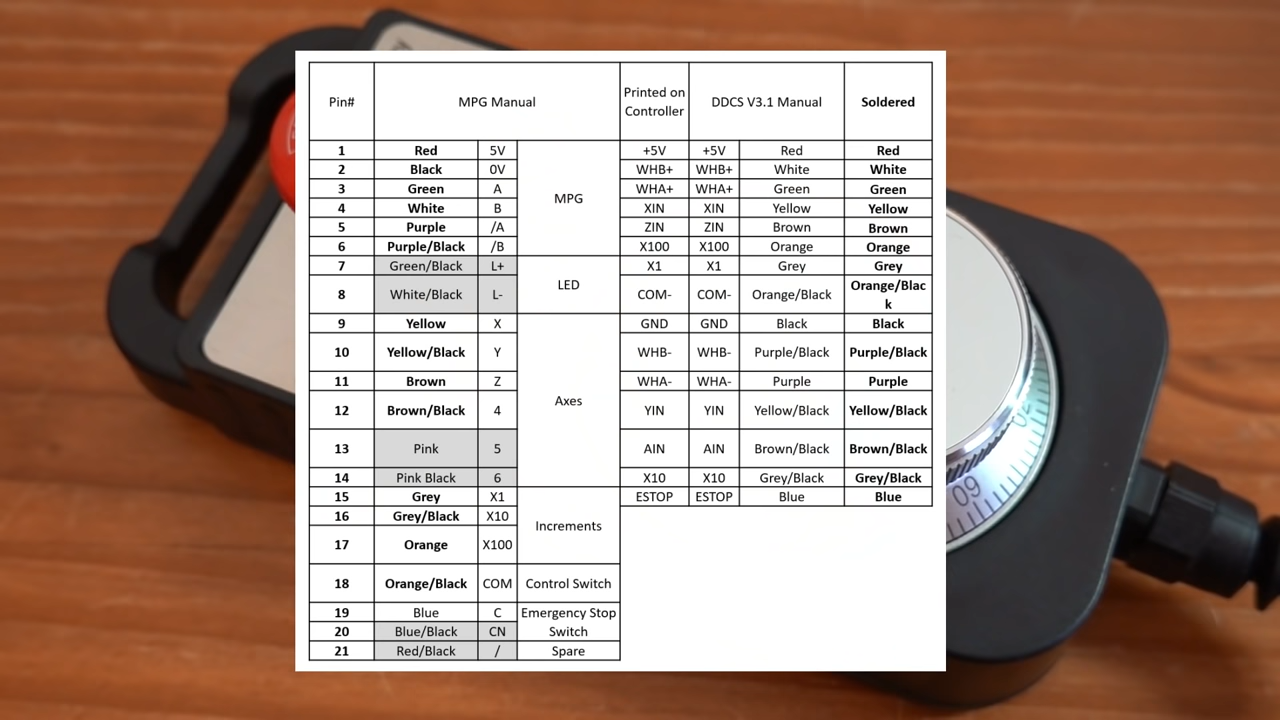 Pin# MPG Manual Printed on Controller DDCS V3.1 Manual Soldered
1 Red 5V MPG +5V +5V Red Red
2 Black 0V WHB+ WHB+ White White
3 Green A WHA+ WHA+ Green Green
4 White B XIN XIN Yellow Yellow
5 Purple /A ZIN ZIN Brown Brown
6 Purple/Black /B X100 X100 Orange Orange
7 Green/Black L+ LED X1 X1 Grey Grey
8 White/Black L- COM- COM- Orange/Black Orange/Blac k
9 Yellow X Axes GND GND Black Black
10 Yellow/Black Y WHB- WHB- Purple/Black Purple/Black
11 Brown Z WHA- WHA- Purple Purple
12 Brown/Black 4 YIN YIN Yellow/Black Yellow/Black
13 Pink 5 AIN AIN Brown/Black Brown/Black
14 Pink Black 6 X10 X10 Grey/Black Grey/Black
15 Grey X1 Increments ESTOP ESTOP Blue Blue
16 Grey/Black X10
17 Orange X100
18 Orange/Black COM Control Switch
19 Blue C Emergency Stop
20 Blue/Black CN Switch
21 Red/Black / Spare
60